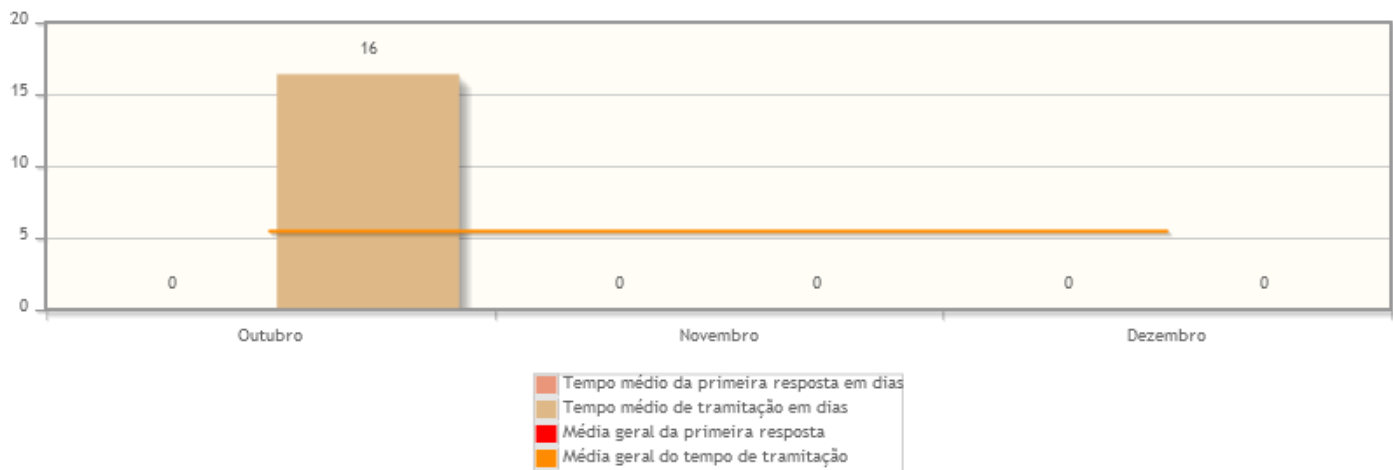 20
16
15
10
5
0 0 0 0 0
0
Outubro Novembro Dezembro
Tempo médio da primeira resposta em dias
Tempo médio de tramitação em dias
Média geral da primeira resposta
Média geral do tempo de tramitação